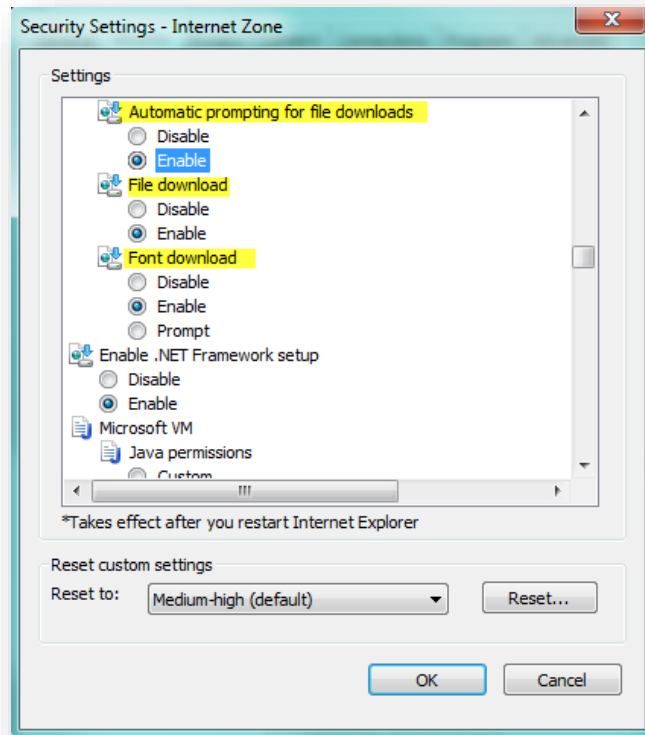 Security Settings - Internet Zone
Settings
Automatic prompting for file downloads
Disable
Enable
File download
Disable
Enable
Font download
Disable
Enable
Prompt
Enable .NET Framework setup
Disable
Enable
Microsoft VM
Java permissions
Custom
*Takes effect after you restart Internet Explorer
Reset custom settings
Reset to: Medium-high (default) Reset...
OK Cancel